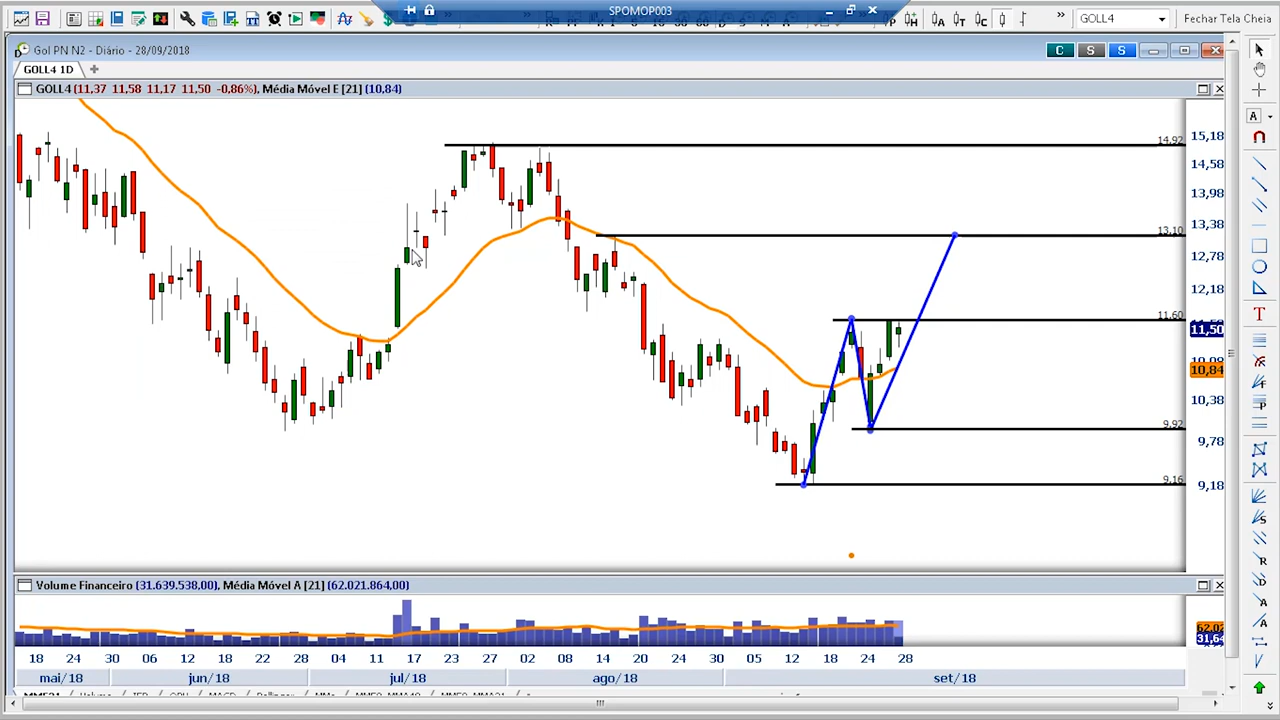 SPOMOP003
GOLL4
Fechar Tela Cheia
Gol PN N2 - Diário - 28/09/2018
C S S
GOLL4 1D
GOLL4 (11,37 11,58 11,17 11,50 -0,86%), Média Móvel E [21] (10,84)
15,18
14.92
14,58
13,98
13,38
13.10
12,78
12,18
11.60
11,50
10,84
10,38
9.92
9,78
9.16
9,18
Volume Financeiro (31.639.538,00), Média Móvel A [21] (62.021.864,00)
18 24 30 06 12 18 22 28 04 11 17 23 27 02 08 14 20 24 30 05 12 18 24 28
mai/18 jun/18 jul/18 ago/18 set/18